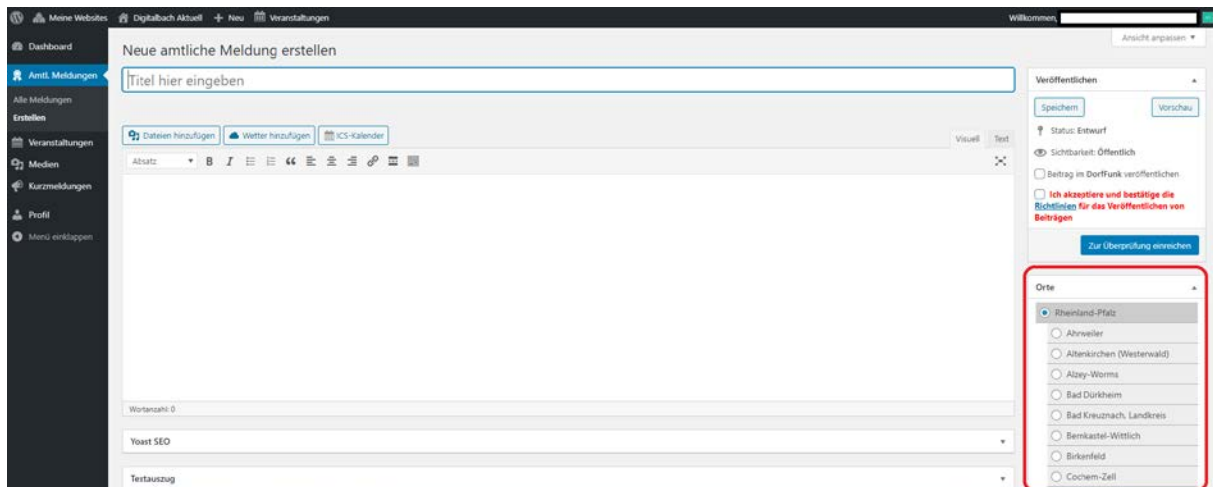 Meine Websites Digitalbach Aktuell + Neu Veranstaltungen Willkommen,
Ansicht anpassen
Dashboard
Amtl. Meldungen
Alle Meldungen
Erstellen
Veranstaltungen
Medien
Kurzmeldungen
Profil
Menü einklappen
Neue amtliche Meldung erstellen
Titel hier eingeben
Dateien hinzufügen Wetter hinzufügen ICS-Kalender
Visuell Text
Absatz B I
Wortanzahl: 0
Yoast SEO
Testauszug
Veröffentlichen
Speichern Vorschau
Status: Entwurf
Sichtbarkeit: Öffentlich
Beitrag im DorfFunk veröffentlichen
Ich akzeptiere und bestätige die
Richtlinien für das Veröffentlichen von
Beiträgen
Zur Überprüfung einreichen
Orte
Rheinland-Pfalz
Ahrweiler
Altenkirchen (Westerwald)
Alzey-Worms
Bad Dürkheim
Bad Kreuznach, Landkreis
Bernkastel-Wittlich
Birkenfeld
Cochem-Zell